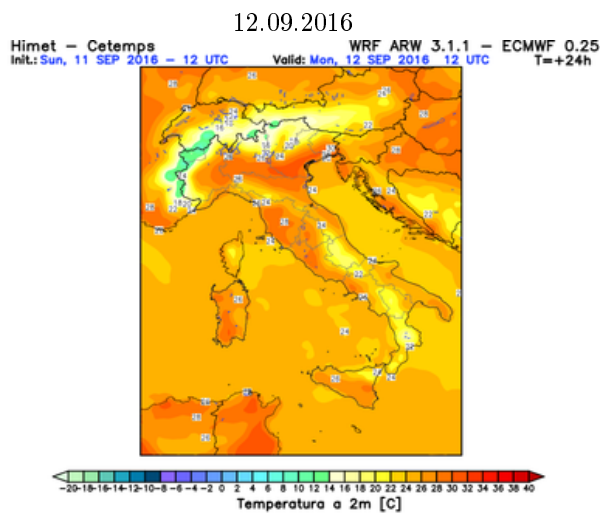 12.09.2016
Himet – Cetemps WRF ARW 3.1.1 – ECMWF 0.25
Init.: Sun, 11 SEP 2016 – 12 UTC Valid: Mon, 12 SEP 2016 12 UTC T=+24h
-20-18-16-14-12-10-8 -6 -4 -2 0 2 4 6 8 10 12 14 16 18 20 22 24 26 28 30 32 34 36 38 40
Temperatura a 2m [C]